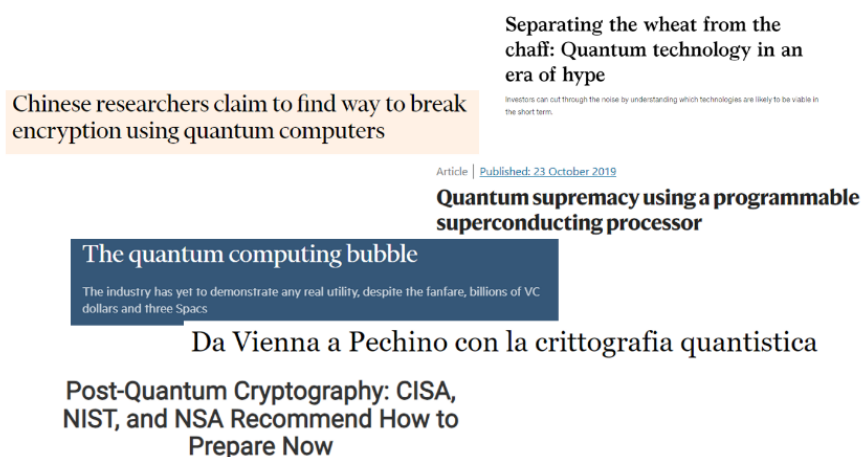 Separating the wheat from the
chaff: Quantum technology in an
era of hype
Investors can cut through the noise by understanding which technologies are likely to be viable in
the short term.
Chinese researchers claim to find way to break
encryption using quantum computers
Article | Published: 23 October 2019
Quantum supremacy using a programmable
superconducting processor
The quantum computing bubble
The industry has yet to demonstrate any real utility, despite the fanfare, billions of VC
dollars and three Spacs
Da Vienna a Pechino con la crittografia quantistica
Post-Quantum Cryptography: CISA,
NIST, and NSA Recommend How to
Prepare Now